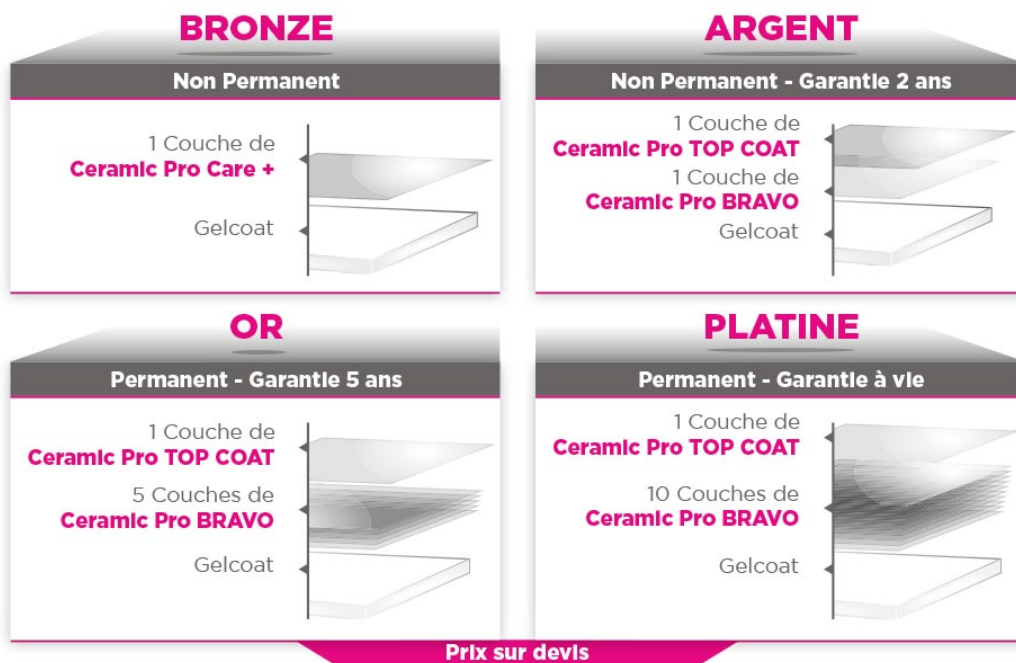 BRONZE
Non Permanent
1 Couche de
Ceramic Pro Care +
Gelcoat
ARGENT
Non Permanent - Garantie 2 ans
1 Couche de
Ceramic Pro TOP COAT
1 Couche de
Ceramic Pro BRAVO
Gelcoat
OR
Permanent - Garantie 5 ans
1 Couche de
Ceramic Pro TOP COAT
5 Couches de
Ceramic Pro BRAVO
Gelcoat
PLATINE
Permanent - Garantie à vie
1 Couche de
Ceramic Pro TOP COAT
10 Couches de
Ceramic Pro BRAVO
Gelcoat
Prix sur devis